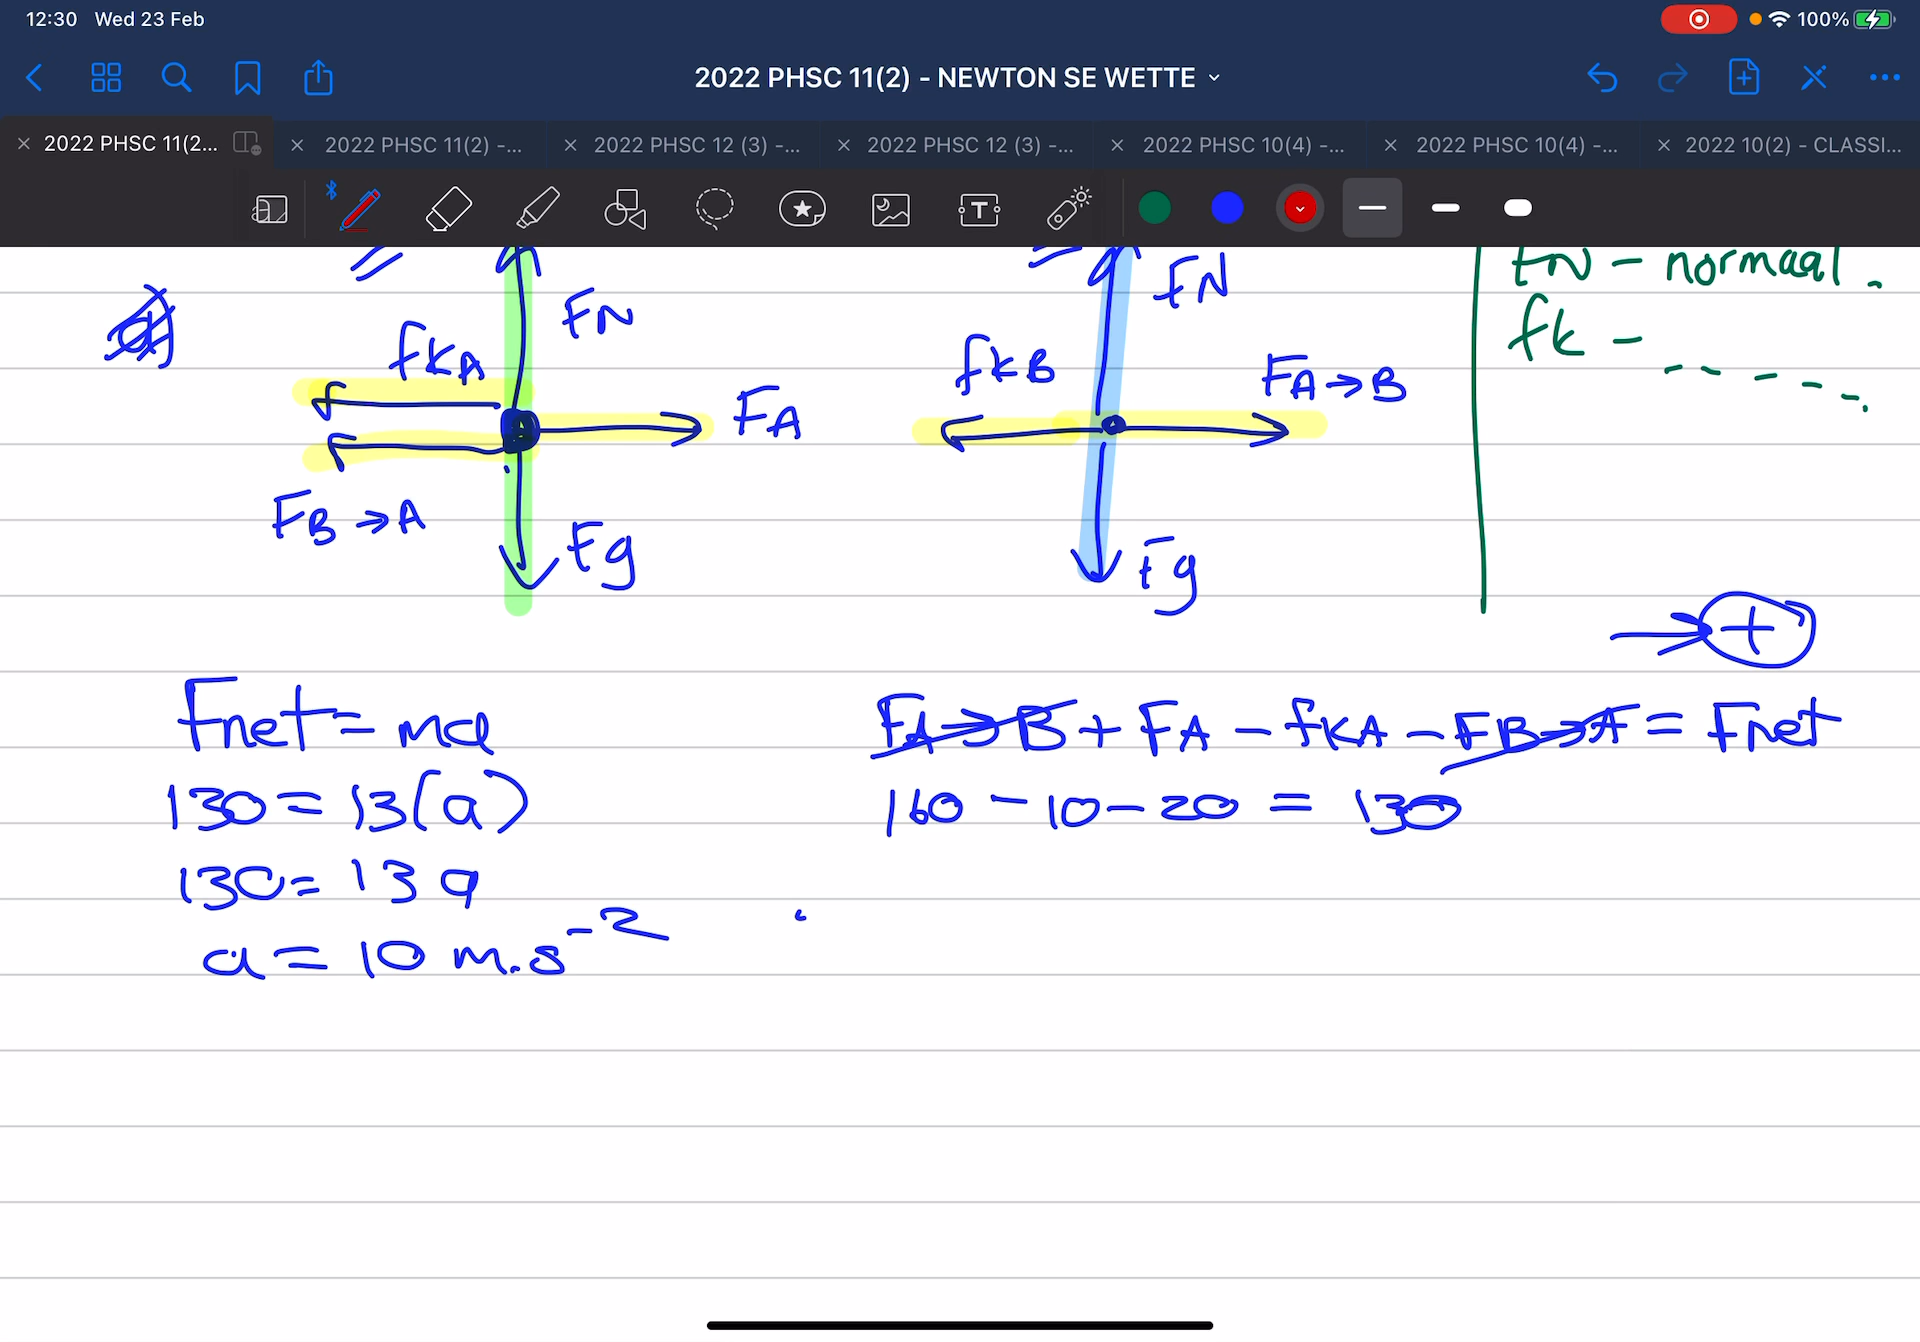 12:30 Wed 23 Feb
100%
2022 PHSC 11(2) - NEWTON SE WETTE
2022 PHSC 11(2...
2022 PHSC 11(2) -...
2022 PHSC 12 (3) -...
2022 PHSC 12 (3) -...
2022 PHSC 10(4) -...
2022 PHSC 10(4) -...
2022 10(2) - CLASSI...
T
FN
fkA
FA
FB→A
Fg
FN
fkB
FA→B
Fg
FN - normaal.
fk -
+
Fnet = ma
130 = 13(a)
130 = 13a
a = 10 m.s⁻²
FA→B + FA - fkA - FB→A = Fnet
160 - 10 - 20 = 130